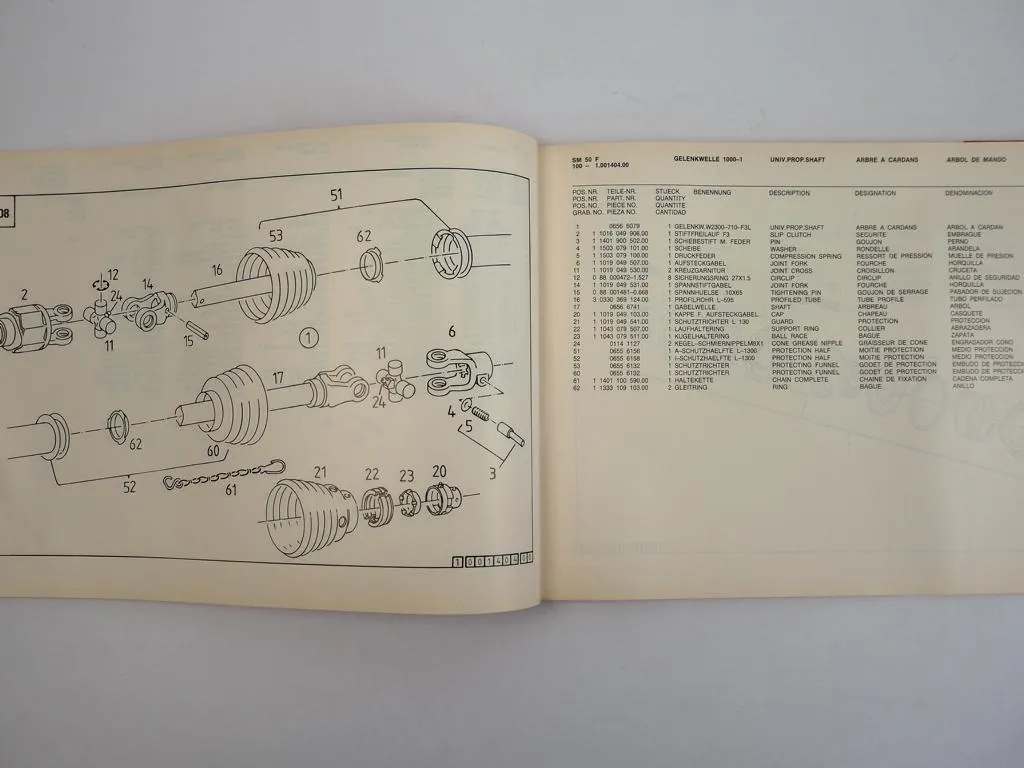 08
51
53
62
12
24
14
16
2
11
15
1
6
11
17
24
4
5
62
60
3
52
61
21
22
23
20
1 001404 00
SM 50 F GELENKWELLE 1000-1 UNIV.PROP.SHAFT ARBRE A CARDANS ARBOL DE MANDO
100 - 1.001404.00
POS. NR. TEILE-NR. STUECK BENENNUNG DESCRIPTION DESIGNATION DENOMINACION
POS. NR. PART. NR. QUANTITY
POS. NO. PIECE NO. QUANTITE
GRAB. NO. PIEZA NO. CANTIDAD
1 0656 5079 1 GELENKW.W2300-710-F3L UNIV.PROP.SHAFT ARBRE A CARDANS ARBOL A CARDAN
2 1 1016 049 906.00 1 STIFTFREILAUF F3 SLIP CLUTCH SECURITE EMBRAGUE
3 1 1401 900 502.00 1 SCHIEBESTIFT M. FEDER PIN GOUJON PERNO
4 1 1503 079 101.00 1 SCHEIBE WASHER RONDELLE ARANDELA
5 1 1503 079 100.00 1 DRUCKFEDER COMPRESSION SPRING RESSORT DE PRESSION MUELLE DE PRESION
6 1 1019 049 507.00 1 AUFSTECKGABEL JOINT FORK FOURCHE HORQUILLA
11 1 1019 049 530.00 2 KREUZGARNITUR JOINT CROSS CROISILLON CRUCETA
12 0 88 000472-1.527 8 SICHERUNGSRING 27X1.5 CIRCLIP CIRCLIP ANILLO DE SEGURIDAD
14 1 1019 049 531.00 1 SPANNSTIFTGABEL JOINT FORK FOURCHE HORQUILLA
15 0 88 001481-0.668 1 SPANNHUELSE 10X65 TIGHTENING PIN GOUJON DE SERRAGE PASADOR DE SUJECION
16 3 0330 369 124.00 1 PROFILROHR L-595 PROFILED TUBE TUBE PROFILE TUBO PERFILADO
17 0656 6741 1 GABELWELLE SHAFT ARBREAU ARBOL
20 1 1019 049 103.00 1 KAPPE F. AUFSTECKGABEL CAP CHAPEAU CASQUETE
21 1 1019 049 541.00 1 SCHUTZTRICHTER L 130 GUARD PROTECTION PROTECCION
22 1 1043 079 507.00 1 LAUFHALTERING SUPPORT RING COLLIER ABRAZADERA
23 1 1043 079 511.00 1 KUGELHALTERING BALL RACE BAGUE ZAPATA
24 0114 1127 2 KEGEL-SCHMIERNIPPELM8X1 CONE GREASE NIPPLE GRAISSEUR DE CONE ENGRASADOR CONO
51 0655 6156 1 A-SCHUTZHAELFTE L-1300 PROTECTION HALF MOITIE PROTECTION MEDIO PROTECCION
52 0655 6158 1 I-SCHUTZHAELFTE L-1300 PROTECTION HALF MOITIE PROTECTION MEDIO PROTECCION
53 0655 6132 1 SCHUTZTRICHTER PROTECTING FUNNEL GODET DE PROTECTION EMBUDO DE PROTECCI
60 0655 6132 1 SCHUTZTRICHTER PROTECTING FUNNEL GODET DE PROTECTION EMBUDO DE PROTECCI
61 1 1401 100 590.00 1 HALTEKETTE CHAIN COMPLETE CHAINE DE FIXATION CADENA COMPLETA
62 1 1333 109 103.00 2 GLEITRING RING BAGUE ANILLO